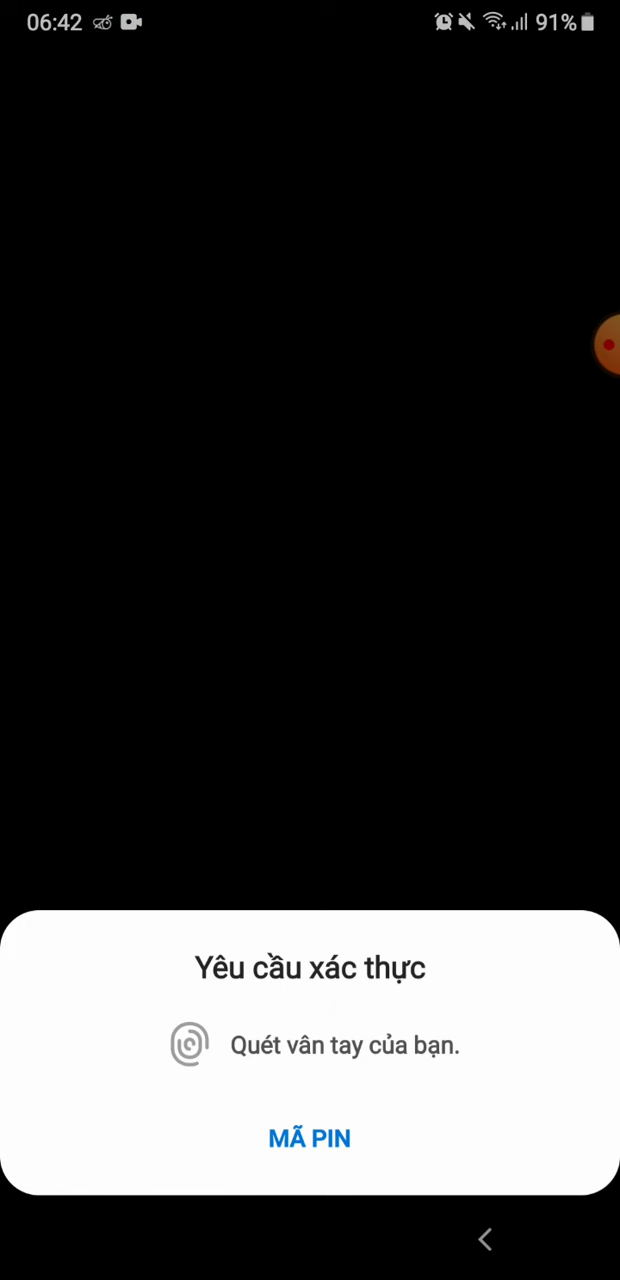 06:42 91%
Yêu cầu xác thực
Quét vân tay của bạn.
MÃ PIN